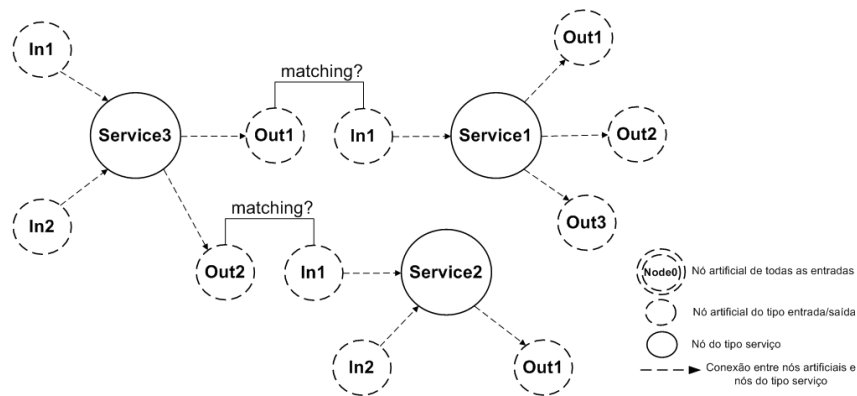 In1
Out1
matching?
Service3
Out1
In1
Service1
Out2
In2
matching?
Out3
Out2
In1
Service2
In2
Out1
Node0
Nó artificial de todas as entradas
Nó artificial do tipo entrada/saída
Nó do tipo serviço
Conexão entre nós artificiais e
nós do tipo serviço